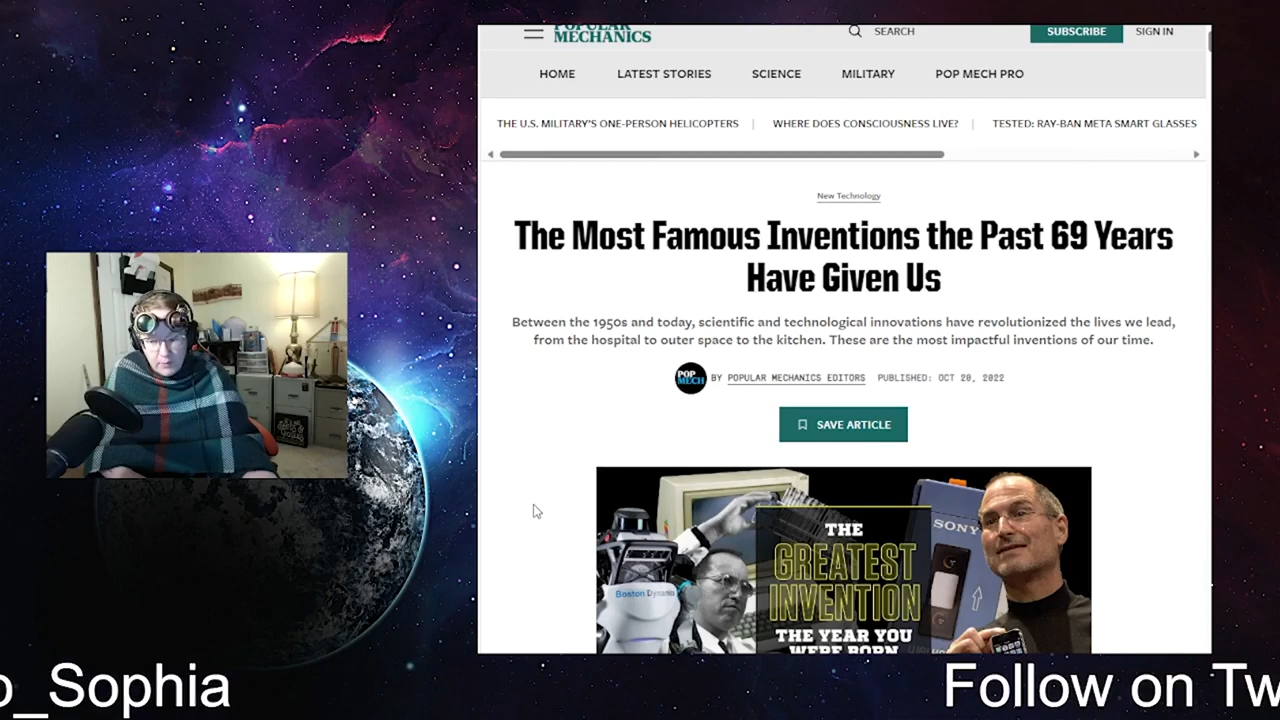 POPULAR
MECHANICS
SEARCH
SUBSCRIBE
SIGN IN
HOME
LATEST STORIES
SCIENCE
MILITARY
POP MECH PRO
THE U.S. MILITARY'S ONE-PERSON HELICOPTERS
WHERE DOES CONSCIOUSNESS LIVE?
TESTED: RAY-BAN META SMART GLASSES
New Technology
The Most Famous Inventions the Past 69 Years
Have Given Us
Between the 1950s and today, scientific and technological innovations have revolutionized the lives we lead,
from the hospital to outer space to the kitchen. These are the most impactful inventions of our time.
POP
MECH
BY POPULAR MECHANICS EDITORS
PUBLISHED: OCT 20, 2022
SAVE ARTICLE
SONY
THE
GREATEST
INVENTION
THE YEAR YOU
WERE BORN
Boston Dynamic
o_Sophia
Follow on Tw